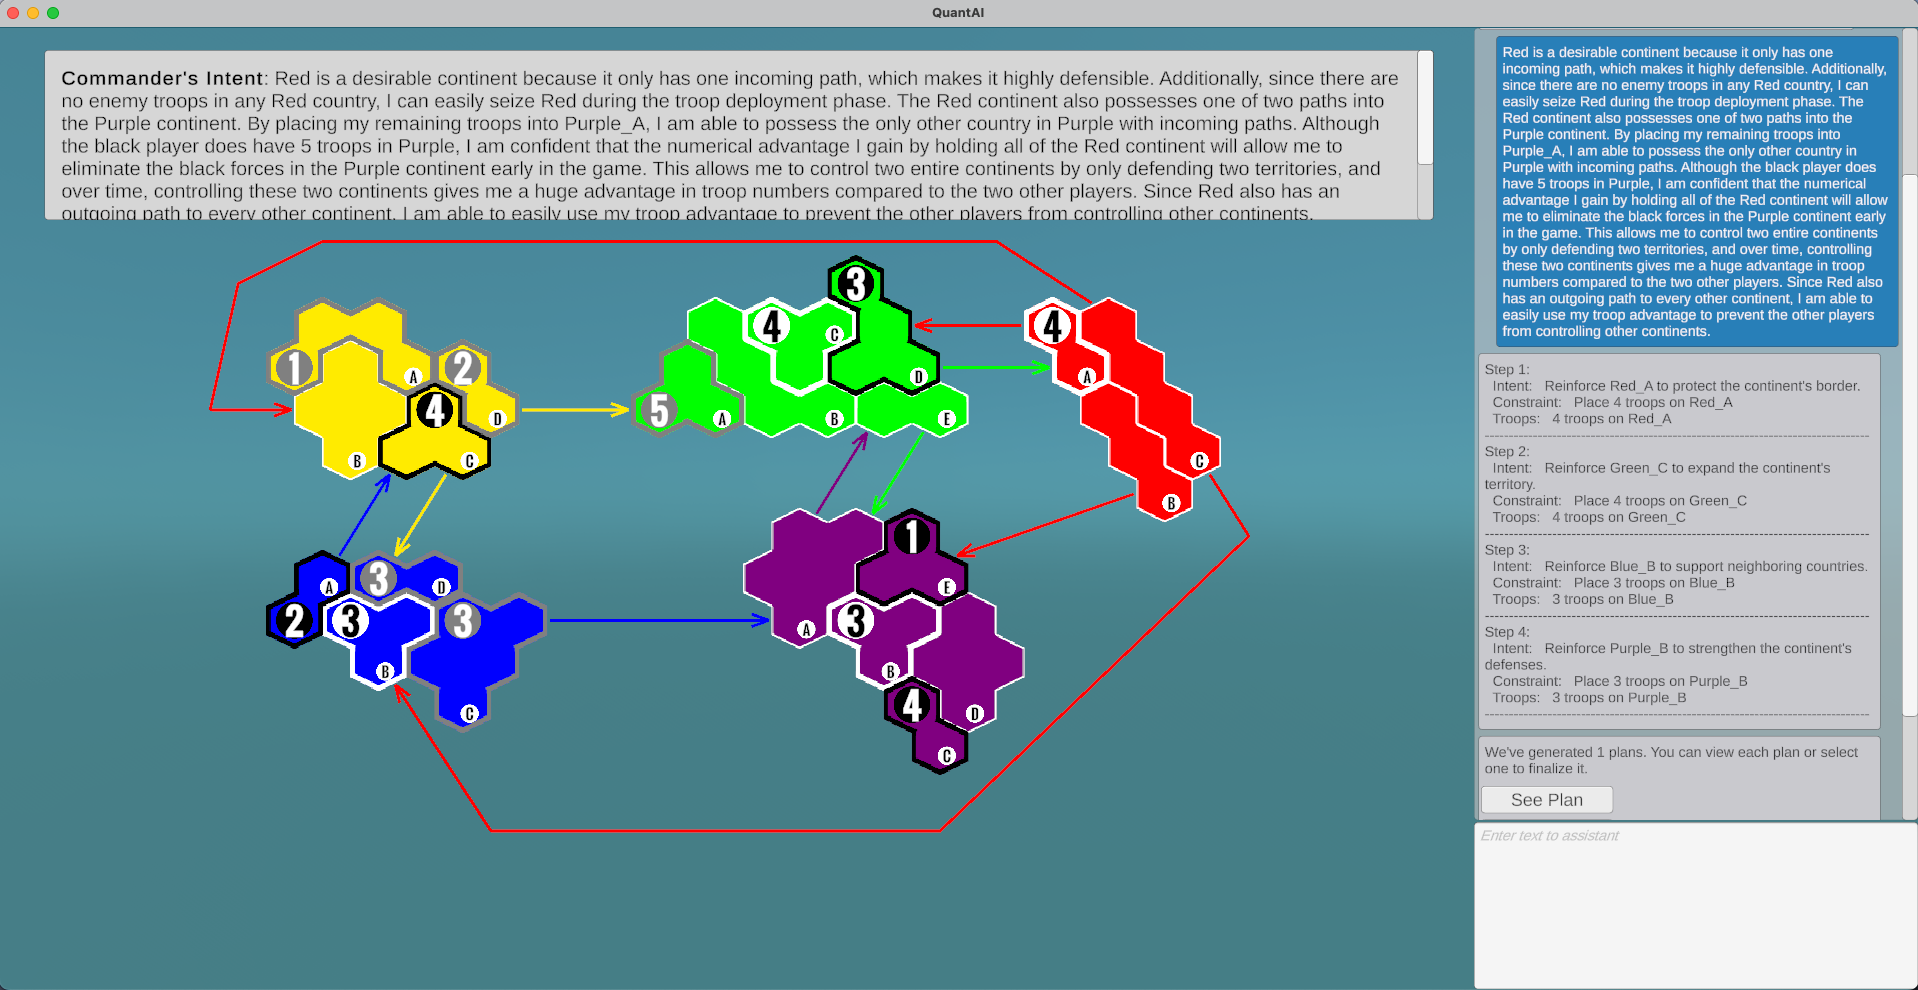 QuantAI
Commander's Intent: Red is a desirable continent because it only has one incoming path, which makes it highly defensible. Additionally, since there are
no enemy troops in any Red country, I can easily seize Red during the troop deployment phase. The Red continent also possesses one of two paths into
the Purple continent. By placing my remaining troops into Purple_A, I am able to possess the only other country in Purple with incoming paths. Although
the black player does have 5 troops in Purple, I am confident that the numerical advantage I gain by holding all of the Red continent will allow me to
eliminate the black forces in the Purple continent early in the game. This allows me to control two entire continents by only defending two territories, and
over time, controlling these two continents gives me a huge advantage in troop numbers compared to the two other players. Since Red also has an
outgoing path to every other continent, I am able to easily use my troop advantage to prevent the other players from controlling other continents.
1
2
A
4
D
B
C
3
4
C
D
5
A
B
E
4
A
C
B
2
A
3
D
3
B
3
C
1
E
A
3
B
4
D
C
Red is a desirable continent because it only has one
incoming path, which makes it highly defensible. Additionally,
since there are no enemy troops in any Red country, I can
easily seize Red during the troop deployment phase. The
Red continent also possesses one of two paths into the
Purple continent. By placing my remaining troops into
Purple_A, I am able to possess the only other country in
Purple with incoming paths. Although the black player does
have 5 troops in Purple, I am confident that the numerical
advantage I gain by holding all of the Red continent will allow
me to eliminate the black forces in the Purple continent early
in the game. This allows me to control two entire continents
by only defending two territories, and over time, controlling
these two continents gives me a huge advantage in troop
numbers compared to the two other players. Since Red also
has an outgoing path to every other continent, I am able to
easily use my troop advantage to prevent the other players
from controlling other continents.
Step 1:
Intent: Reinforce Red_A to protect the continent's border.
Constraint: Place 4 troops on Red_A
Troops: 4 troops on Red_A
Step 2:
Intent: Reinforce Green_C to expand the continent's
territory.
Constraint: Place 4 troops on Green_C
Troops: 4 troops on Green_C
Step 3:
Intent: Reinforce Blue_B to support neighboring countries.
Constraint: Place 3 troops on Blue_B
Troops: 3 troops on Blue_B
Step 4:
Intent: Reinforce Purple_B to strengthen the continent's
defenses.
Constraint: Place 3 troops on Purple_B
Troops: 3 troops on Purple_B
We've generated 1 plans. You can view each plan or select
one to finalize it.
See Plan
Enter text to assistant